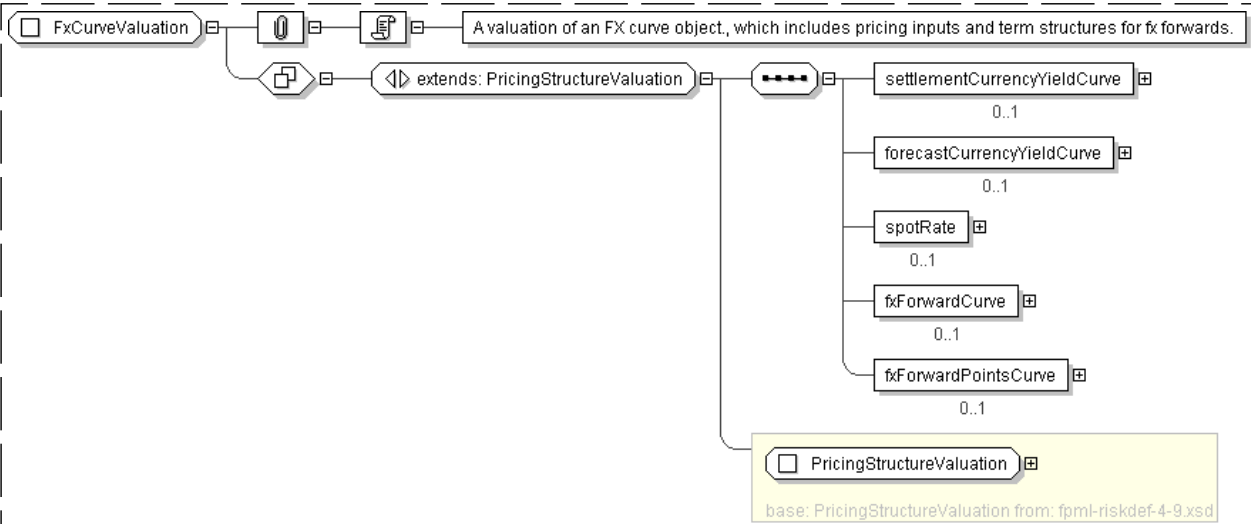 FxCurveValuation
A valuation of an FX curve object., which includes pricing inputs and term structures for fx forwards.
extends: PricingStructureValuation
settlementCurrencyYieldCurve
0..1
forecastCurrencyYieldCurve
0..1
spotRate
0..1
fxForwardCurve
0..1
fxForwardPointsCurve
0..1
PricingStructureValuation
base: PricingStructureValuation from: fpml-riskdef-4-9.xsd